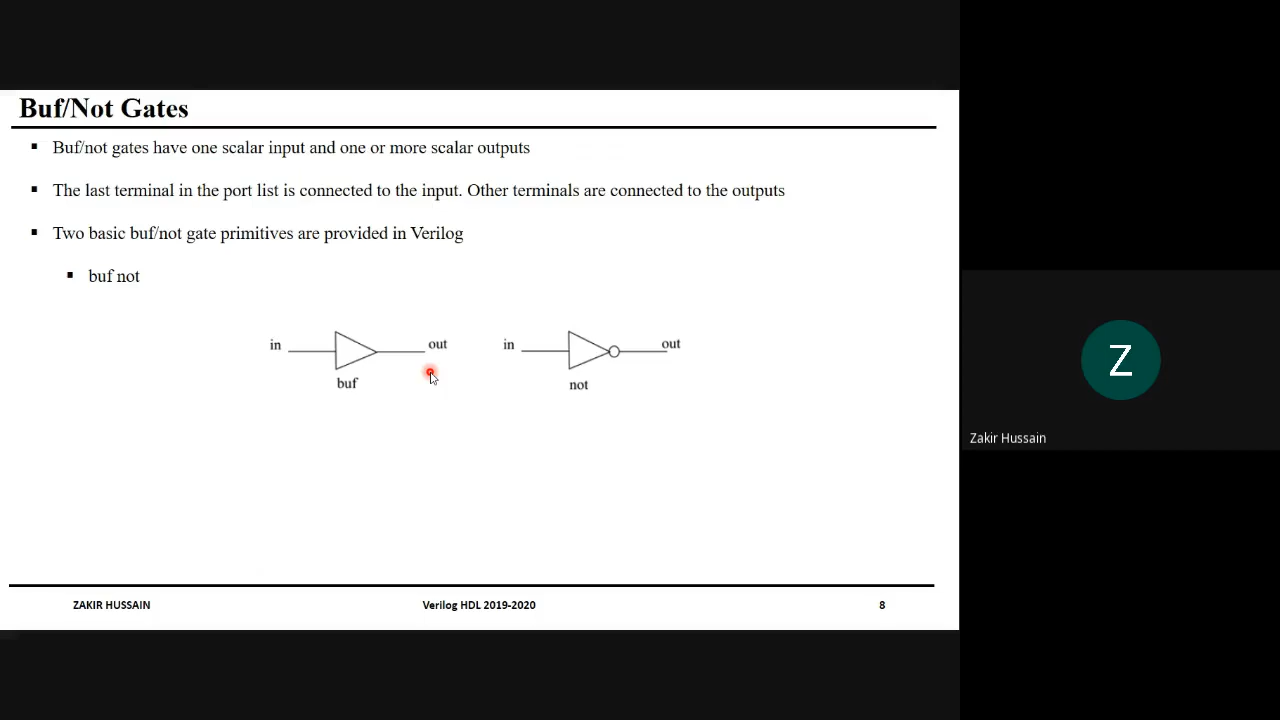 Buf/Not Gates
▪ Buf/not gates have one scalar input and one or more scalar outputs
▪ The last terminal in the port list is connected to the input. Other terminals are connected to the outputs
▪ Two basic buf/not gate primitives are provided in Verilog
▪ buf not
in out in out
buf not
Z
Zakir Hussain
ZAKIR HUSSAIN Verilog HDL 2019-2020 8